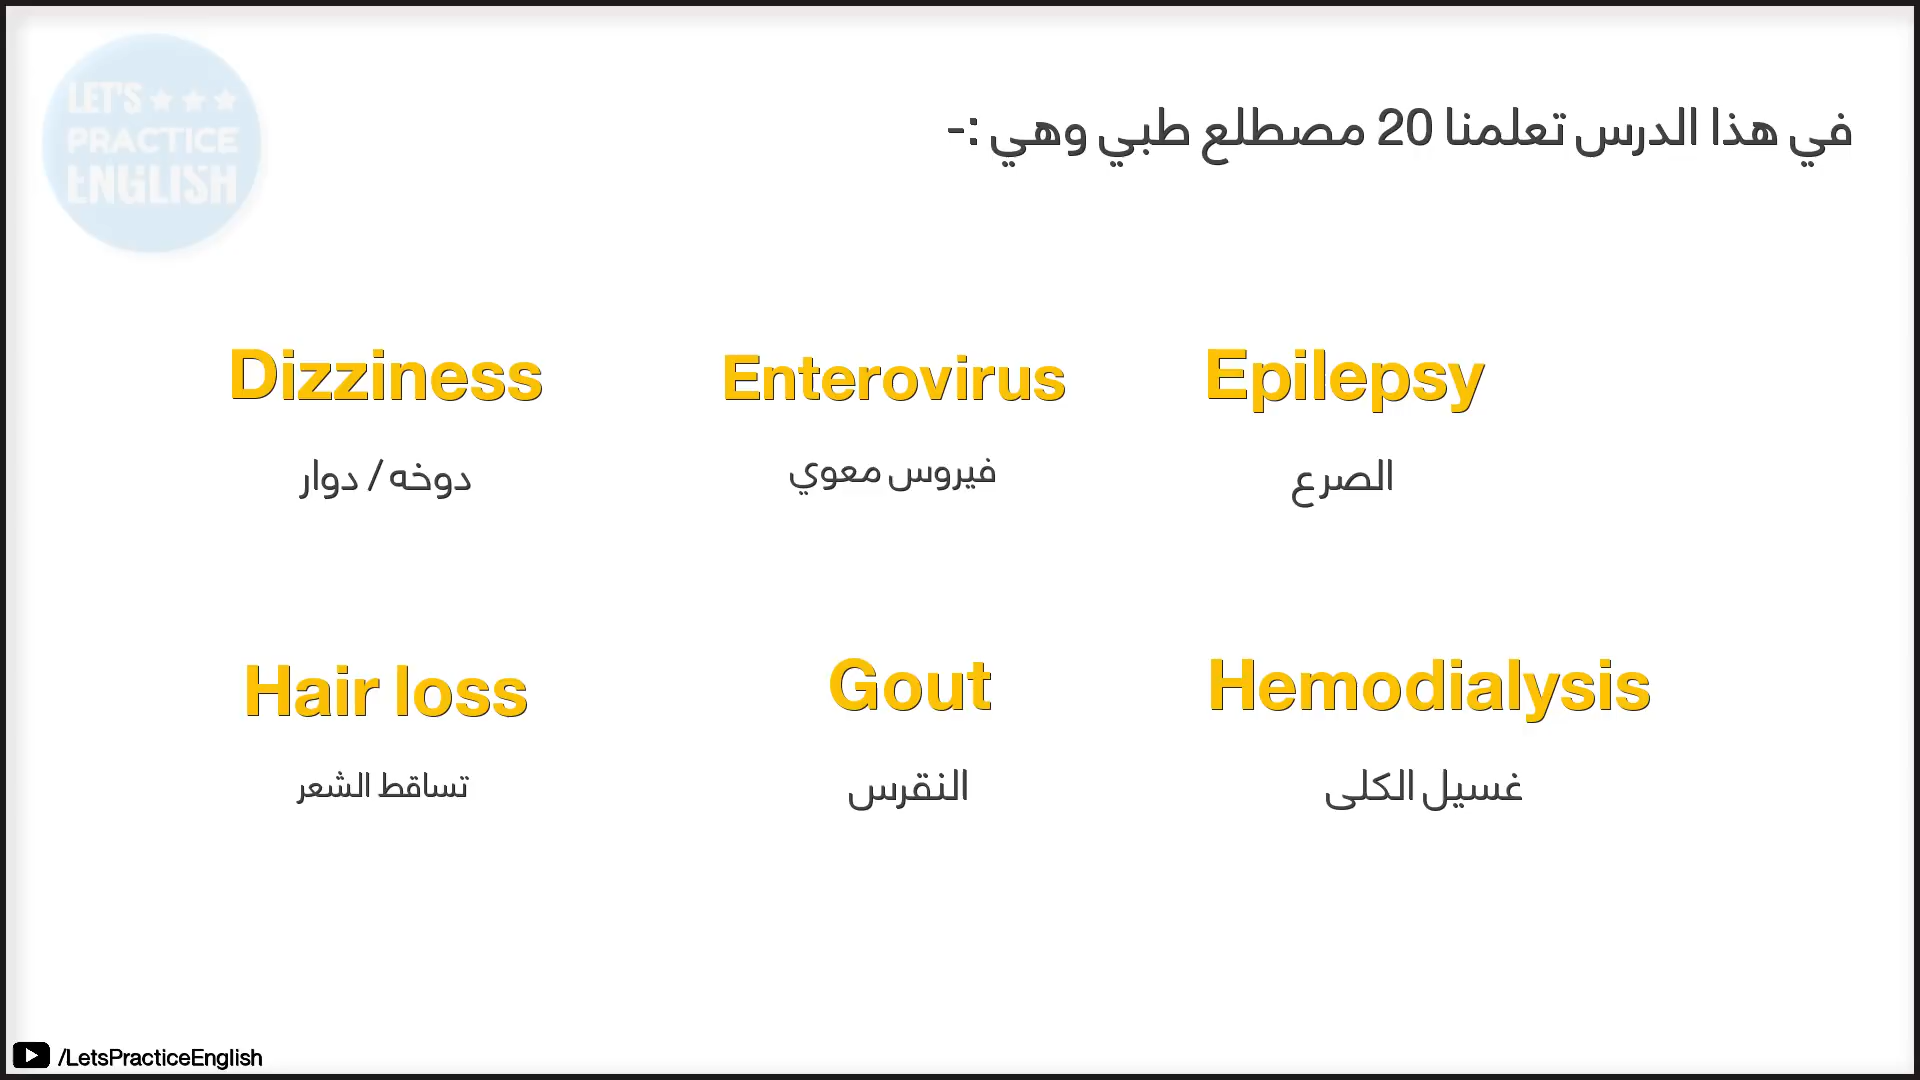 LET'S
PRACTICE
ENGLISH
في هذا الدرس تعلمنا 20 مصطلع طبي وهي :-
Dizziness
دوخه / دوار
Enterovirus
فيروس معوي
Epilepsy
الصرع
Hair loss
تساقط الشعر
Gout
النقرس
Hemodialysis
غسيل الكلى
/LetsPracticeEnglish